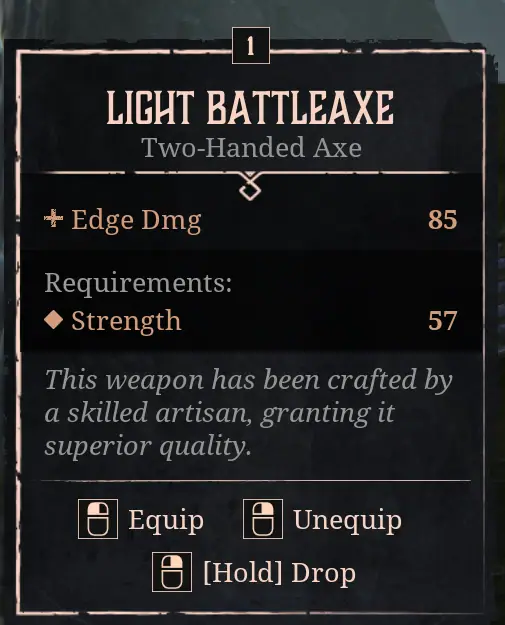 1
LIGHT BATTLEAXE
Two-Handed Axe
Edge Dmg 85
Requirements:
Strength 57
This weapon has been crafted by
a skilled artisan, granting it
superior quality.
Equip Unequip
[Hold] Drop